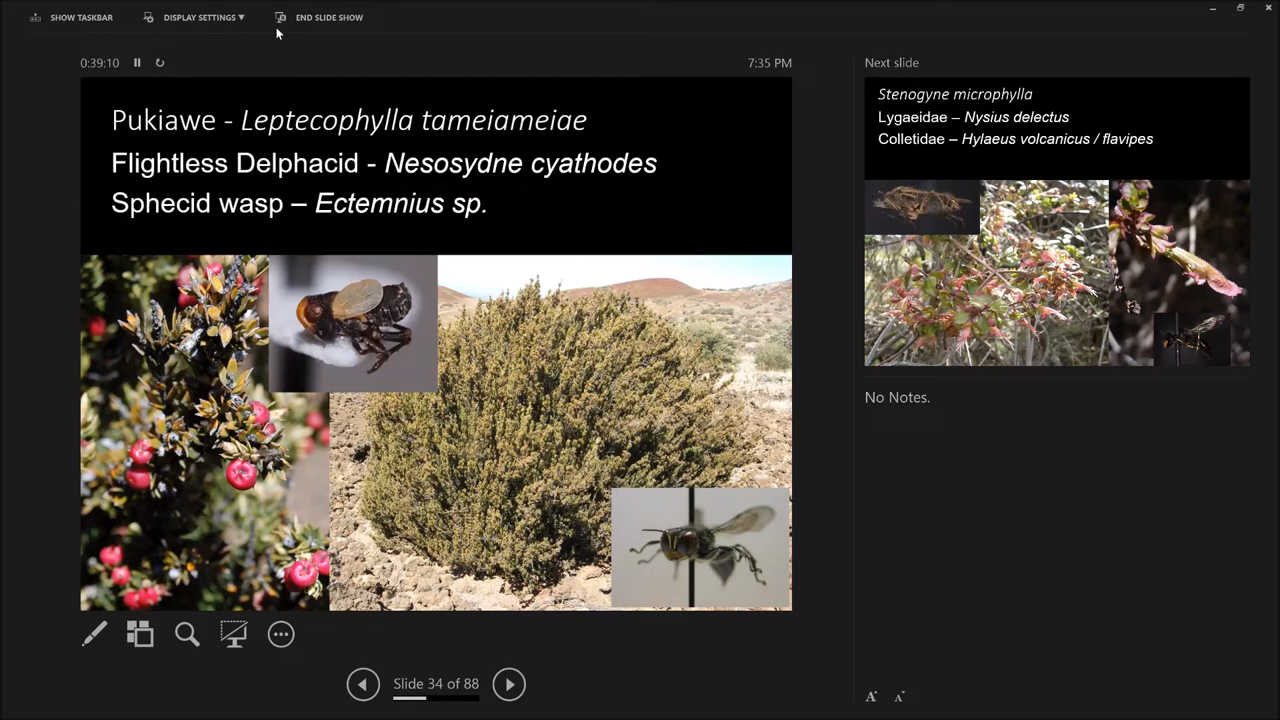 SHOW TASKBAR
DISPLAY SETTINGS ▼
END SLIDE SHOW
0:39:10
7:35 PM
Pukiawe - Leptecophylla tameiameiae
Flightless Delphacid - Nesosydne cyathodes
Sphecid wasp – Ectemnius sp.
Slide 34 of 88
Next slide
Stenogyne microphylla
Lygaeidae – Nysius delectus
Colletidae – Hylaeus volcanicus / flavipes
No Notes.
A
A